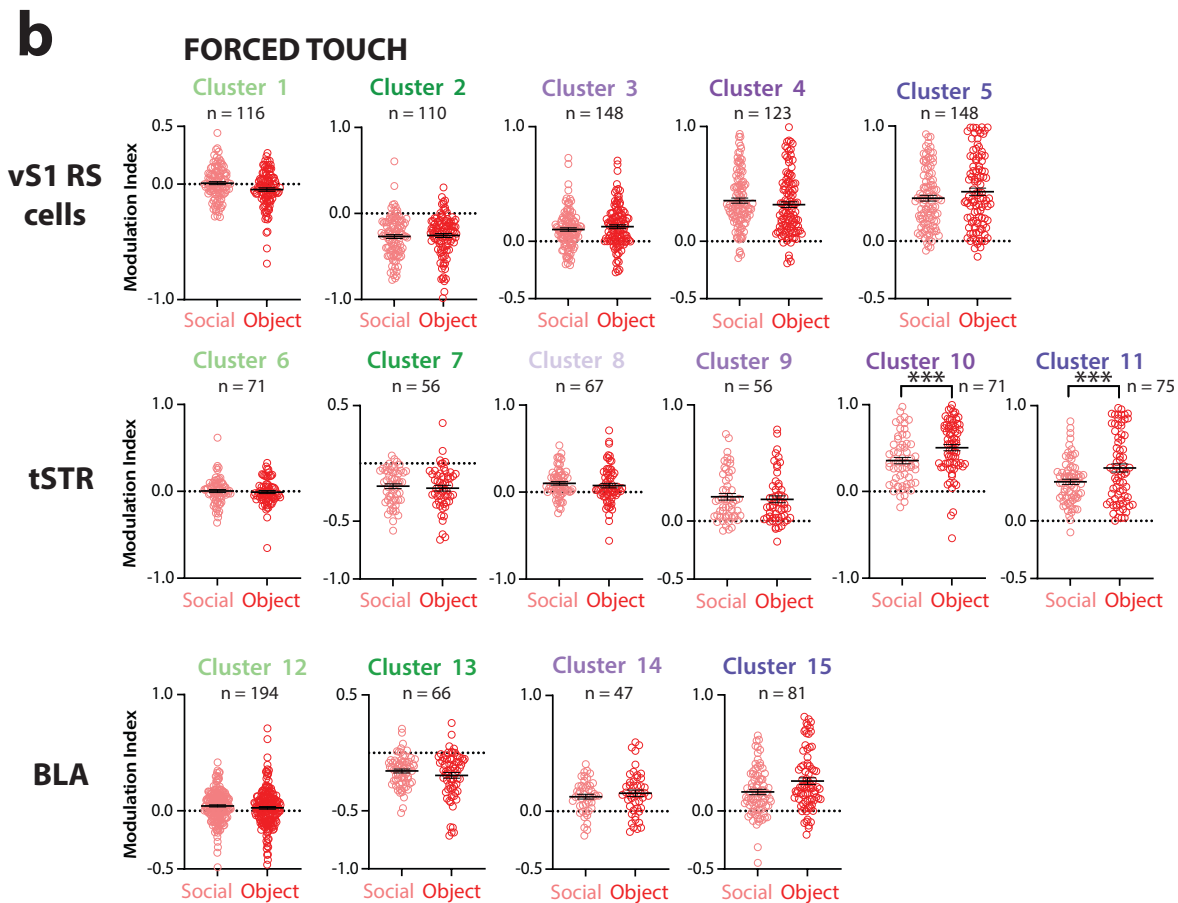 b
FORCED TOUCH
Cluster 1
Cluster 2
Cluster 3
Cluster 4
Cluster 5
n = 116
n = 110
n = 148
n = 123
n = 148
vS1 RS
cells
Modulation Index
0.5
0.0
-1.0
1.0
0.0
-1.0
1.0
0.0
-0.5
1.0
0.0
-0.5
1.0
0.0
-0.5
Social Object
Social Object
Social Object
Social Object
Social Object
Cluster 6
Cluster 7
Cluster 8
Cluster 9
Cluster 10
Cluster 11
n = 71
n = 56
n = 67
n = 56
*** n = 71
*** n = 75
tSTR
Modulation Index
1.0
0.0
-1.0
0.5
-0.5
-1.0
1.0
0.0
-1.0
1.0
0.0
-0.5
1.0
0.0
-1.0
1.0
0.0
-0.5
Social Object
Social Object
Social Object
Social Object
Social Object
Social Object
Cluster 12
Cluster 13
Cluster 14
Cluster 15
n = 194
n = 66
n = 47
n = 81
BLA
Modulation Index
1.0
0.0
-0.5
0.5
-0.5
-1.0
1.0
0.0
-0.5
1.0
0.0
-0.5
Social Object
Social Object
Social Object
Social Object